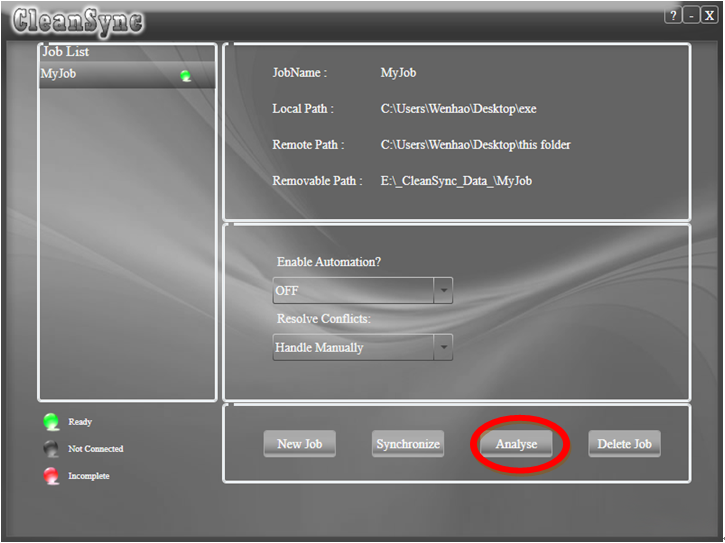 CleanSync
? - X
Job List
MyJob
JobName : MyJob
Local Path : C:\Users\Wenhao\Desktop\exe
Remote Path : C:\Users\Wenhao\Desktop\this folder
Removable Path : E:\_CleanSync_Data_\MyJob
Enable Automation?
OFF
Resolve Conflicts:
Handle Manually
Ready
Not Connected
Incomplete
New Job Synchronize Analyse Delete Job